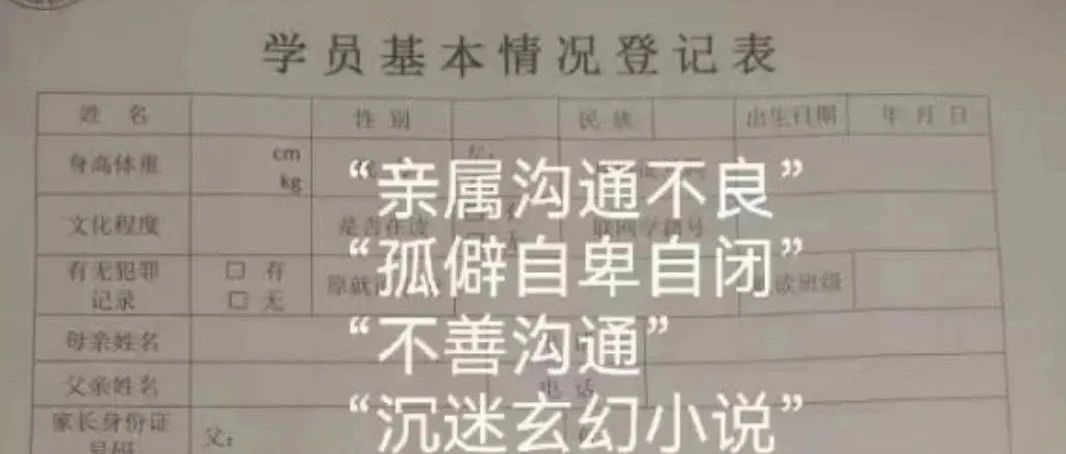 学员基本情况登记表
姓 名 性 别 民 族 出生日期 年 月 日
身高体重 cm
kg
“亲属沟通不良”
文化程度 是否在读 联网学籍号
“孤僻自卑自闭”
有无犯罪记录 □ 有 □ 无 原就 读班级
“不善沟通”
母亲姓名
父亲姓名 电 话
“沉迷玄幻小说”
家长身份证号码 父: